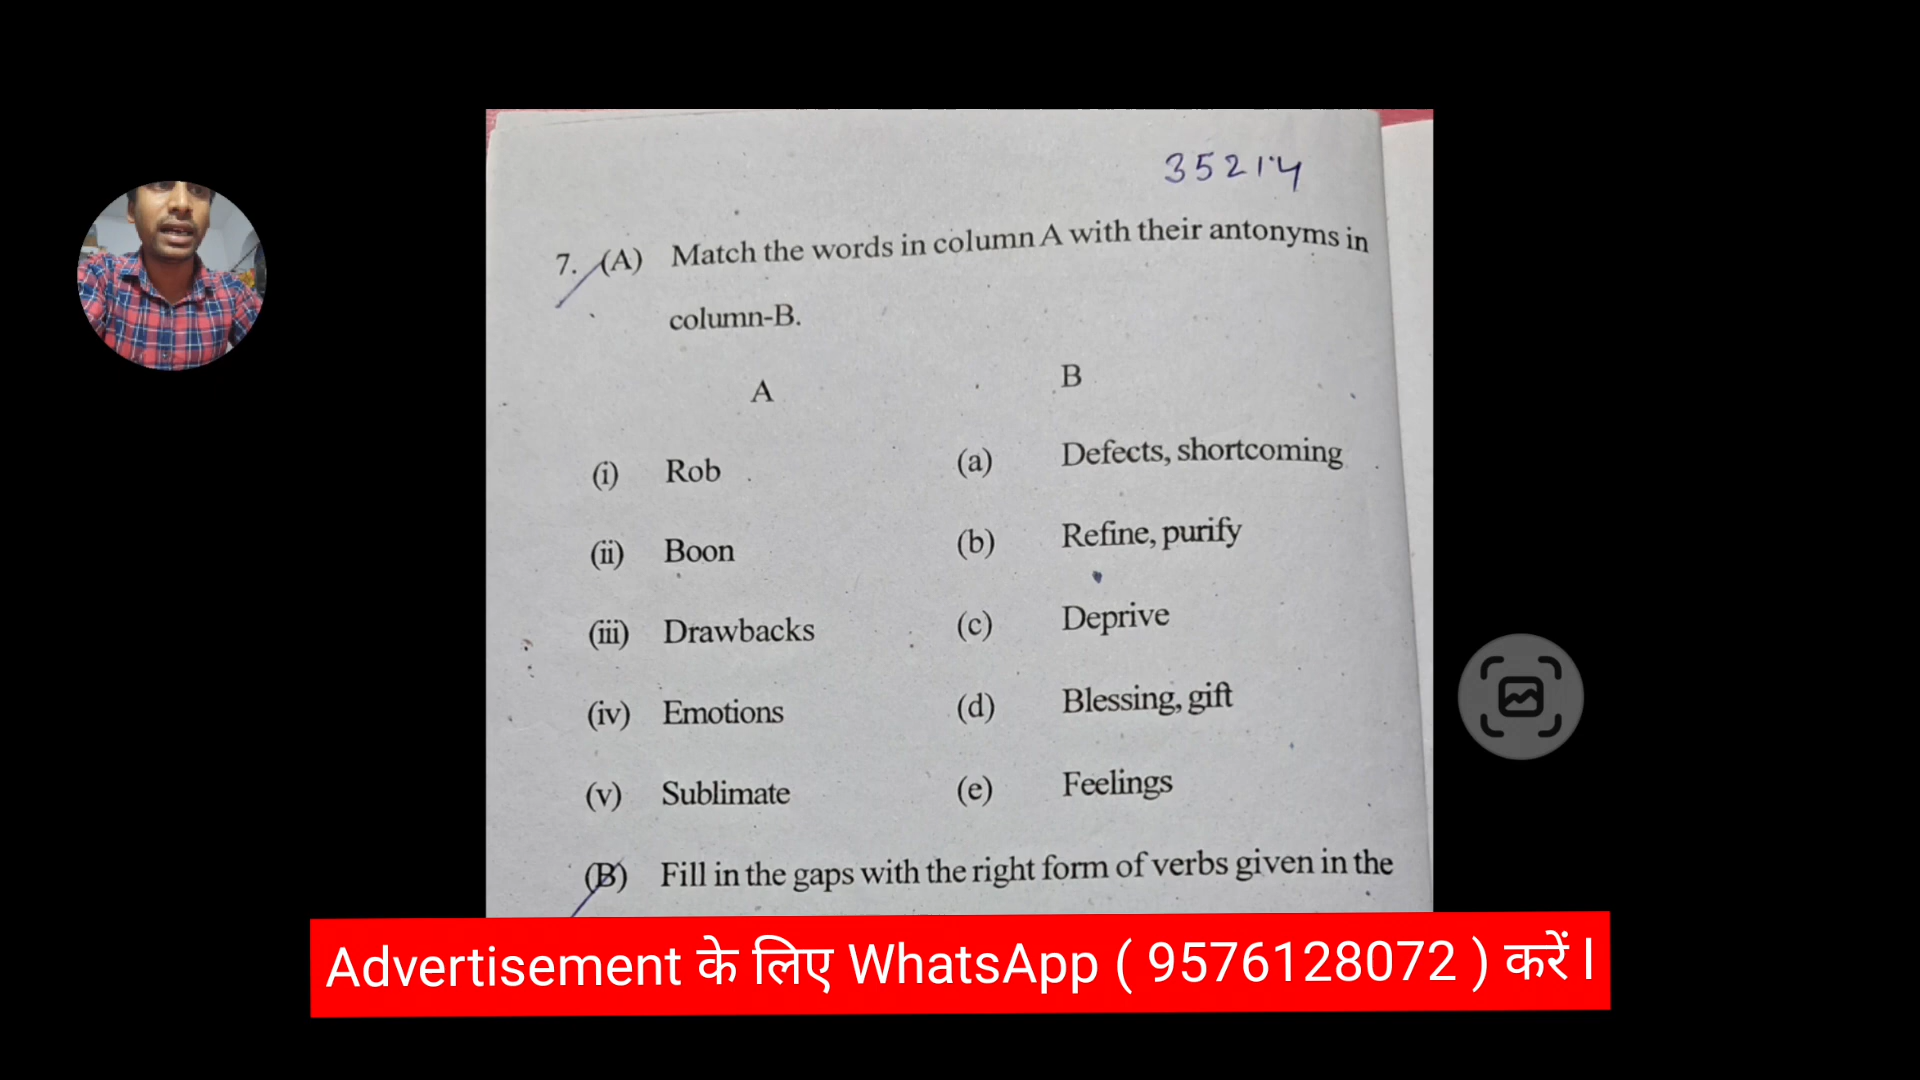 35214
7. (A) Match the words in column A with their antonyms in
column-B.
A B
(i) Rob (a) Defects, shortcoming
(ii) Boon (b) Refine, purify
(iii) Drawbacks (c) Deprive
(iv) Emotions (d) Blessing, gift
(v) Sublimate (e) Feelings
(B) Fill in the gaps with the right form of verbs given in the
Advertisement के लिए WhatsApp ( 9576128072 ) करें l